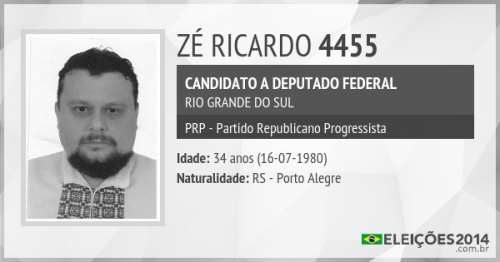 ZÉ RICARDO 4455
CANDIDATO A DEPUTADO FEDERAL
RIO GRANDE DO SUL
PRP - Partido Republicano Progressista
Idade: 34 anos (16-07-1980)
Naturalidade: RS - Porto Alegre
ELEIÇÕES2014
.com.br